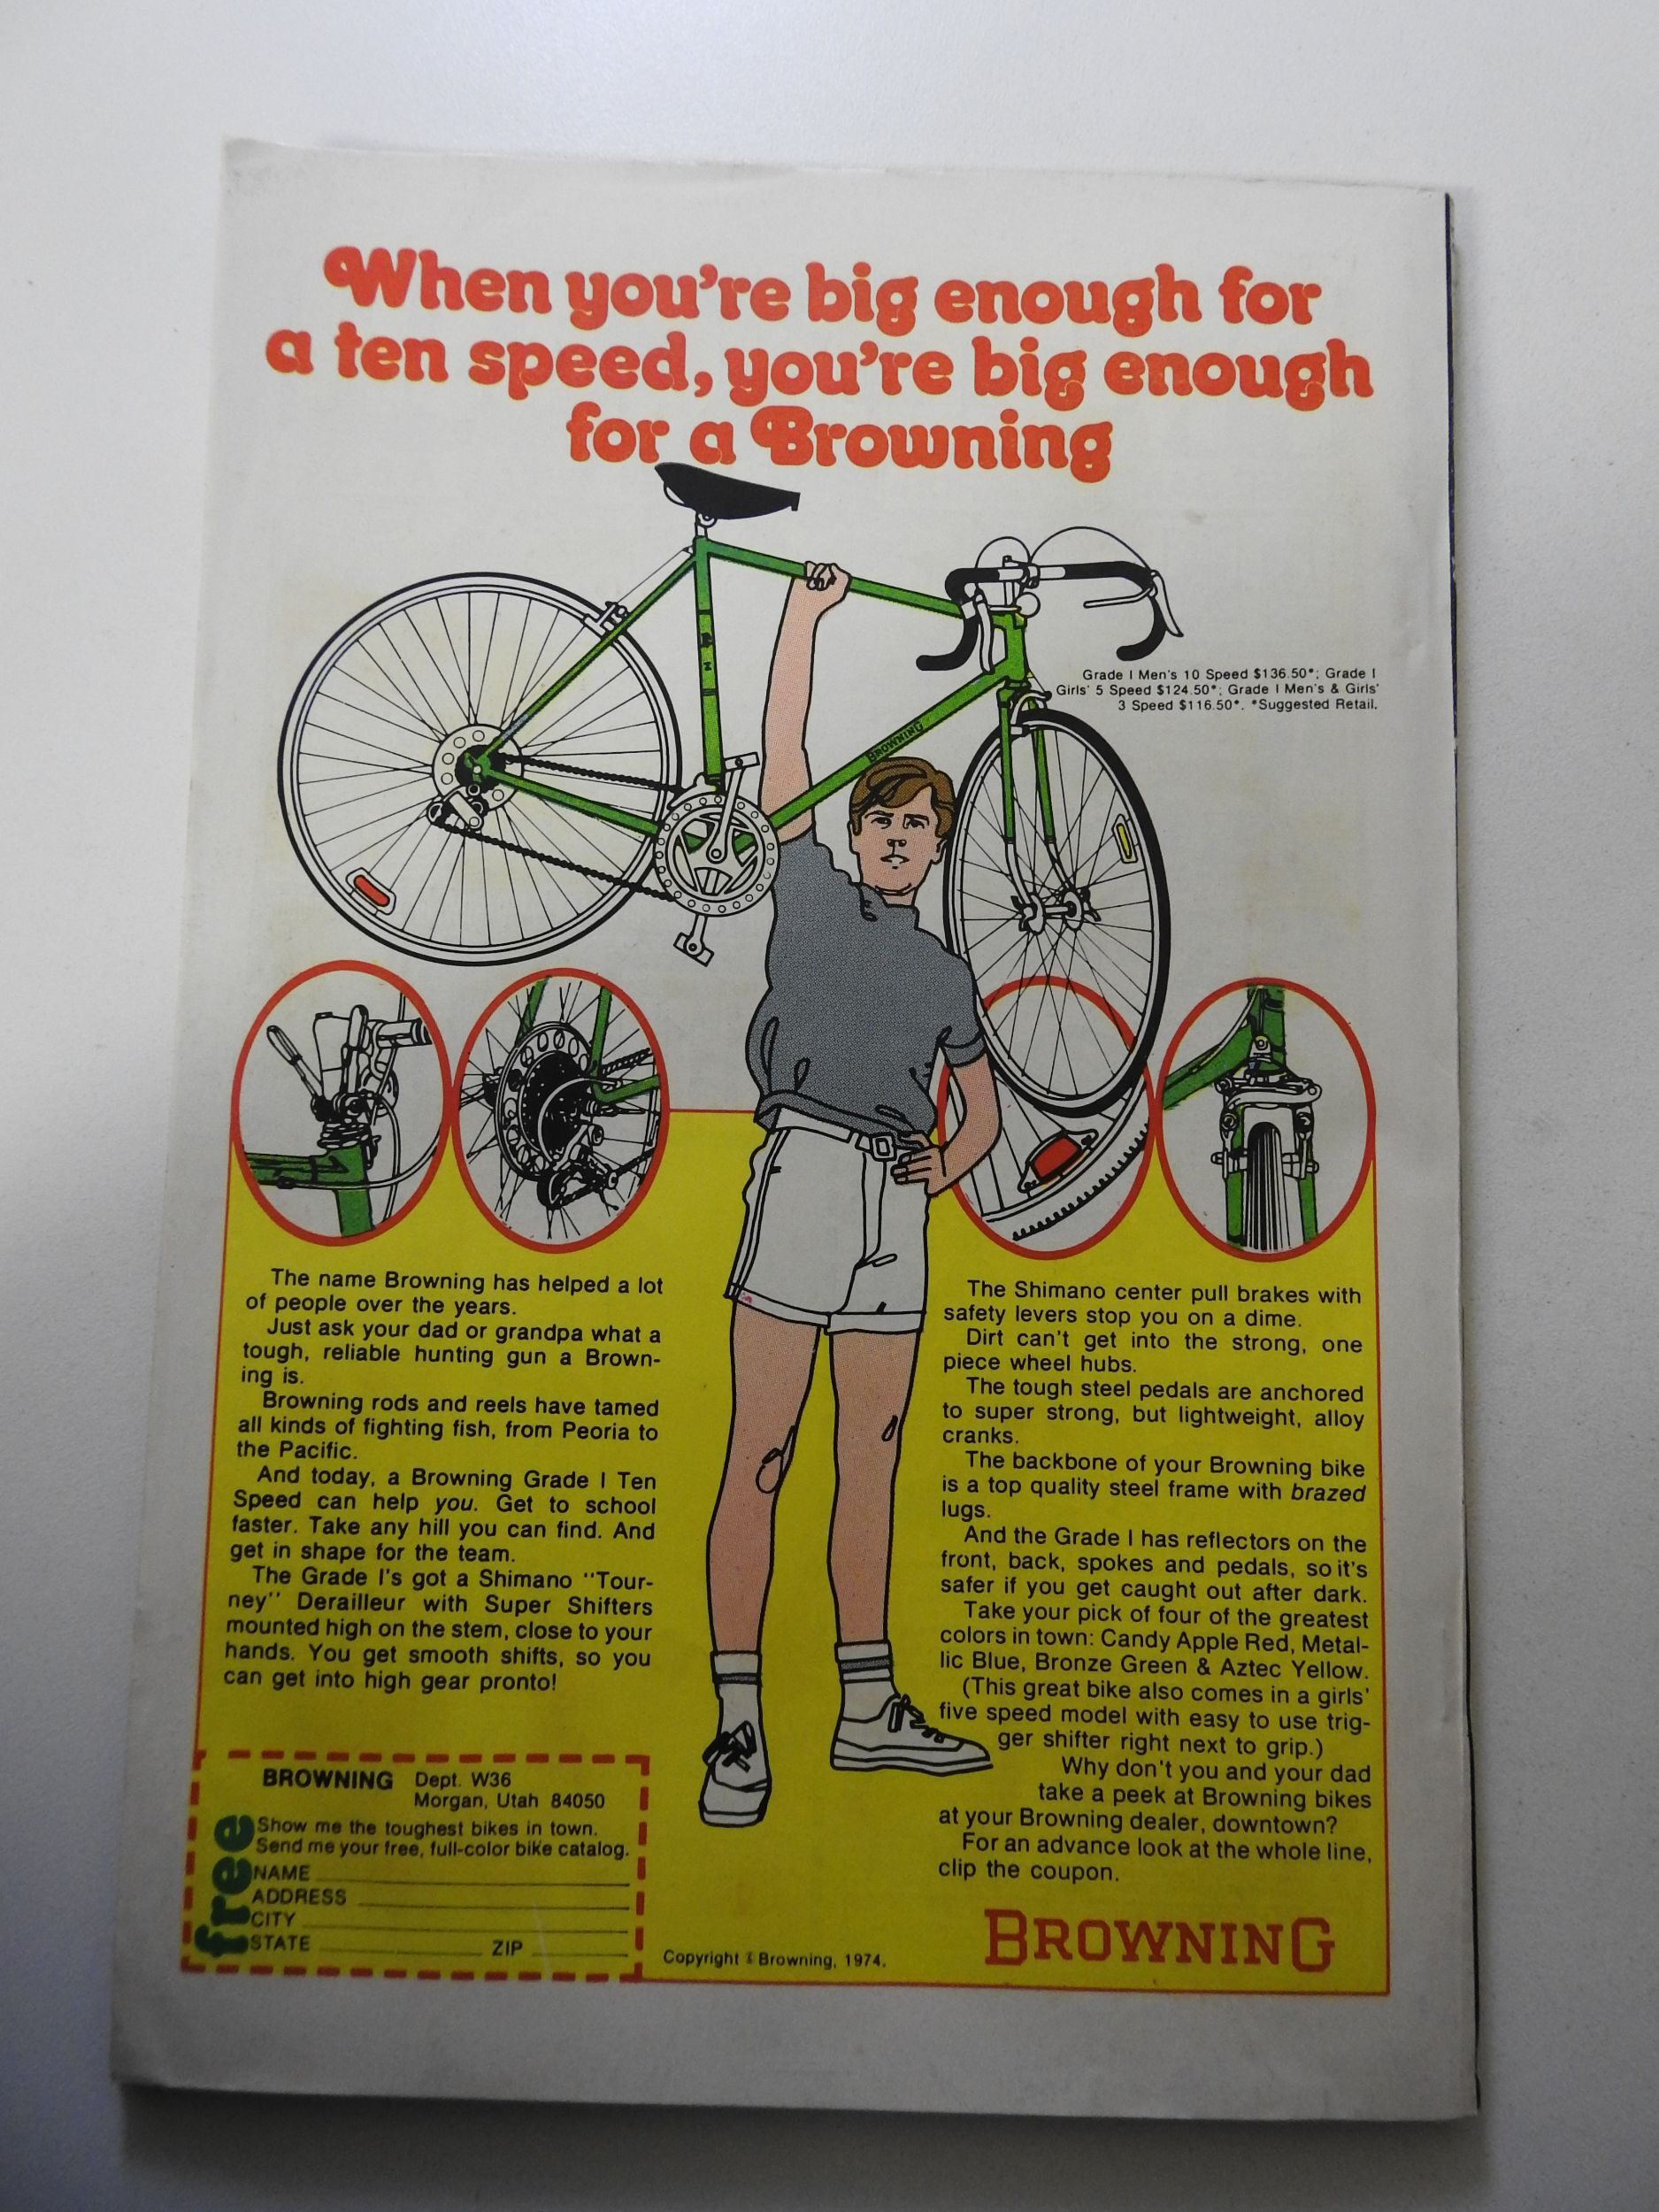 When you're big enough for
a ten speed, you're big enough
for a Browning
BROWNING
Grade I Men's 10 Speed $136.50*; Grade I
Girls' 5 Speed $124.50*; Grade I Men's & Girls'
3 Speed $116.50*. *Suggested Retail.
The name Browning has helped a lot
of people over the years.
Just ask your dad or grandpa what a
tough, reliable hunting gun a Brown-
ing is.
Browning rods and reels have tamed
all kinds of fighting fish, from Peoria to
the Pacific.
And today, a Browning Grade I Ten
Speed can help you. Get to school
faster. Take any hill you can find. And
get in shape for the team.
The Grade I's got a Shimano "Tour-
ney" Derailleur with Super Shifters
mounted high on the stem, close to your
hands. You get smooth shifts, so you
can get into high gear pronto!
The Shimano center pull brakes with
safety levers stop you on a dime.
Dirt can't get into the strong, one
piece wheel hubs.
The tough steel pedals are anchored
to super strong, but lightweight, alloy
cranks.
The backbone of your Browning bike
is a top quality steel frame with brazed
lugs.
And the Grade I has reflectors on the
front, back, spokes and pedals, so it's
safer if you get caught out after dark.
Take your pick of four of the greatest
colors in town: Candy Apple Red, Metal-
lic Blue, Bronze Green & Aztec Yellow.
(This great bike also comes in a girls'
five speed model with easy to use trig-
ger shifter right next to grip.)
Why don't you and your dad
take a peek at Browning bikes
at your Browning dealer, downtown?
For an advance look at the whole line,
clip the coupon.
BROWNING Dept. W36
Morgan, Utah 84050
free
Show me the toughest bikes in town.
Send me your free, full-color bike catalog.
NAME
ADDRESS
CITY
STATE ZIP
Copyright © Browning, 1974.
BROWNING